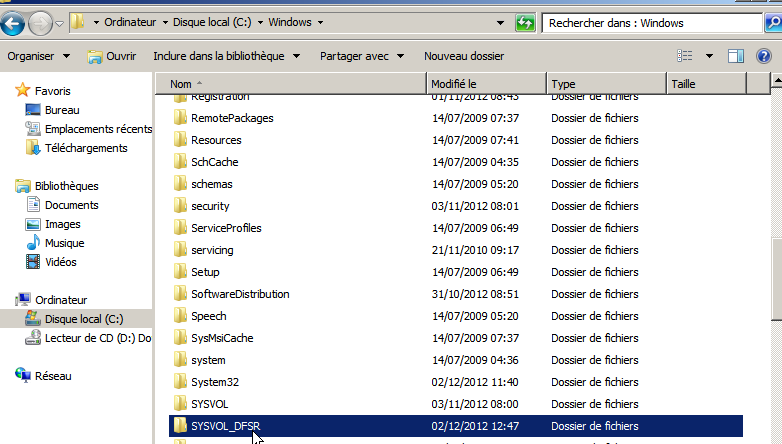 Ordinateur Disque local (C:) Windows
Rechercher dans : Windows
Organiser Ouvrir Inclure dans la bibliothèque Partager avec Nouveau dossier
Favoris
Bureau
Emplacements récents
Téléchargements
Bibliothèques
Documents
Images
Musique
Vidéos
Ordinateur
Disque local (C:)
Lecteur de CD (D:) Do
Réseau
Nom Modifié le Type Taille
Registration 01/11/2012 08:43 Dossier de fichiers
RemotePackages 14/07/2009 07:37 Dossier de fichiers
Resources 14/07/2009 07:41 Dossier de fichiers
SchCache 14/07/2009 04:35 Dossier de fichiers
schemas 14/07/2009 05:20 Dossier de fichiers
security 03/11/2012 08:01 Dossier de fichiers
ServiceProfiles 14/07/2009 06:49 Dossier de fichiers
servicing 21/11/2010 09:17 Dossier de fichiers
Setup 14/07/2009 06:49 Dossier de fichiers
SoftwareDistribution 31/10/2012 08:51 Dossier de fichiers
Speech 14/07/2009 05:20 Dossier de fichiers
SysMsiCache 14/07/2009 07:37 Dossier de fichiers
system 14/07/2009 04:36 Dossier de fichiers
System32 02/12/2012 11:40 Dossier de fichiers
SYSVOL 03/11/2012 08:00 Dossier de fichiers
SYSVOL_DFSR 02/12/2012 12:47 Dossier de fichiers